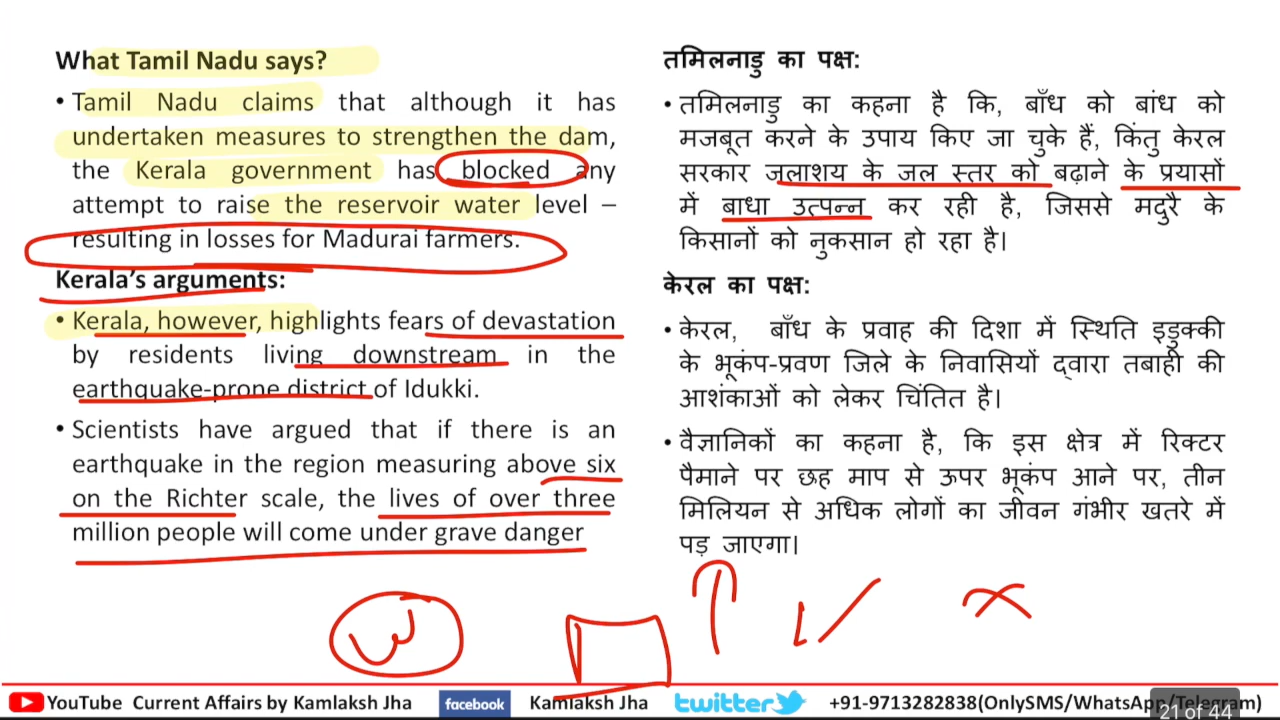 What Tamil Nadu says?
• Tamil Nadu claims that although it has
undertaken measures to strengthen the dam,
the Kerala government has blocked any
attempt to raise the reservoir water level –
resulting in losses for Madurai farmers.
Kerala's arguments:
• Kerala, however, highlights fears of devastation
by residents living downstream in the
earthquake-prone district of Idukki.
• Scientists have argued that if there is an
earthquake in the region measuring above six
on the Richter scale, the lives of over three
million people will come under grave danger
तमिलनाडु का पक्ष:
• तमिलनाडु का कहना है कि, बाँध को बांध को
मजबूत करने के उपाय किए जा चुके हैं, किंतु केरल
सरकार जलाशय के जल स्तर को बढ़ाने के प्रयासों
में बाधा उत्पन्न कर रही है, जिससे मदुरै के
किसानों को नुकसान हो रहा है।
केरल का पक्ष:
• केरल, बाँध के प्रवाह की दिशा में स्थिति इडुक्की
के भूकंप-प्रवण जिले के निवासियों द्वारा तबाही की
आशंकाओं को लेकर चिंतित है।
• वैज्ञानिकों का कहना है, कि इस क्षेत्र में रिक्टर
पैमाने पर छह माप से ऊपर भूकंप आने पर, तीन
मिलियन से अधिक लोगों का जीवन गंभीर खतरे में
पड़ जाएगा।
YouTube Current Affairs by Kamlaksh Jha facebook Kamlaksh Jha twitter +91-9713282838(OnlySMS/WhatsApp/Telegram)
21 of 44